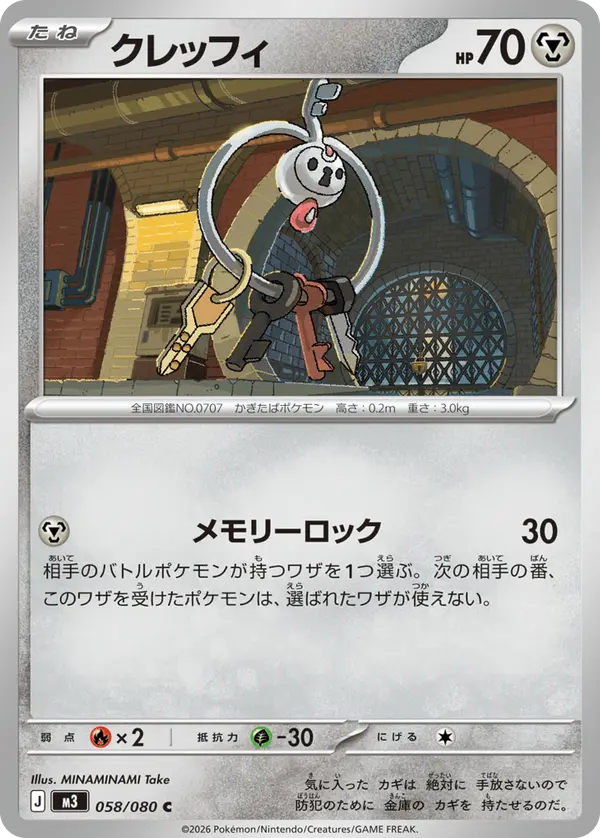 たね クレッフィ HP70
全国図鑑NO.0707 かぎたばポケモン 高さ:0.2m 重さ:3.0kg
メモリーロック 30
相手のバトルポケモンが持つワザを1つ選ぶ。次の相手の番、
このワザを受けたポケモンは、選ばれたワザが使えない。
弱点 ×2 抵抗力 -30 にげる
Illus. MINAMINAMI Take
J M3 058/080 C
気に入った カギは 絶対に 手放さないので
防犯のために 金庫の カギを 持たせるのだ。
©2026 Pokémon/Nintendo/Creatures/GAME FREAK.